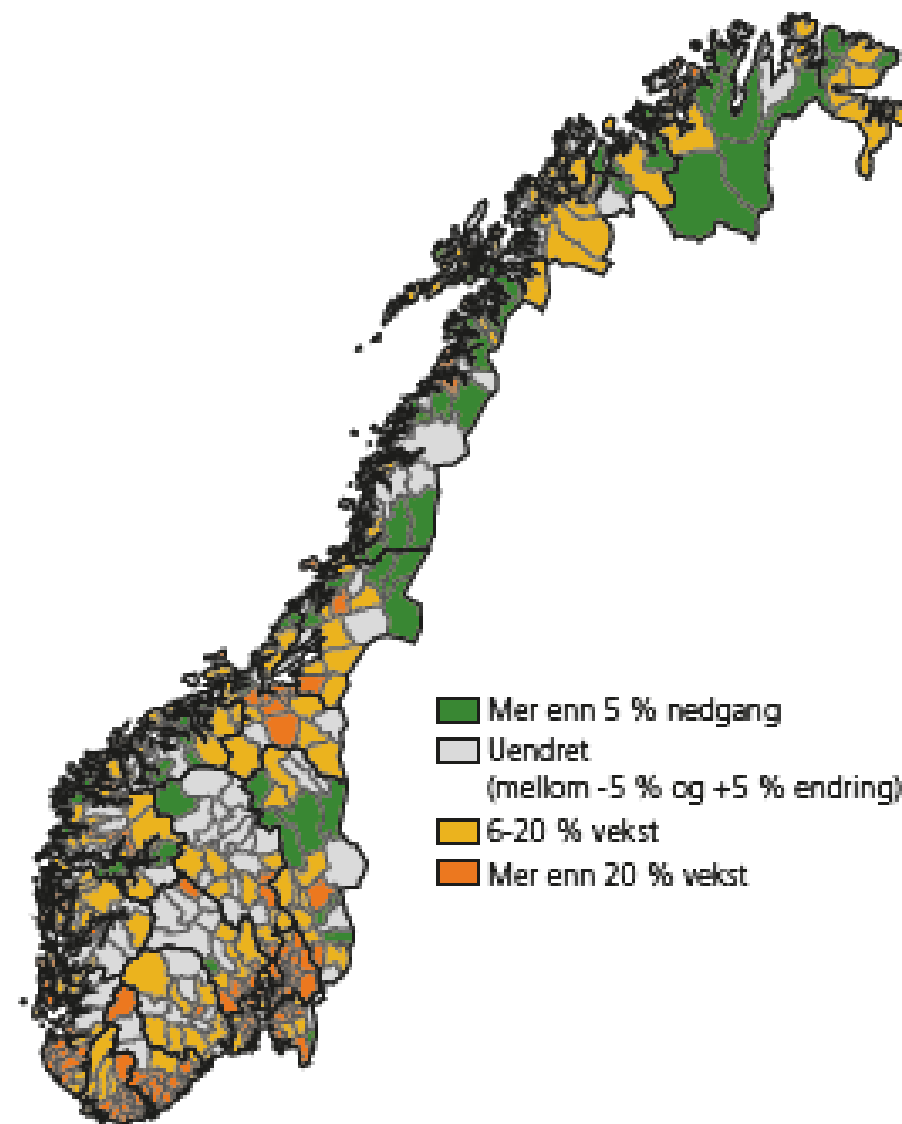 Mer enn 5 % nedgang
Uendret
(mellom -5 % og +5 % endring)
6-20 % vekst
Mer enn 20 % vekst